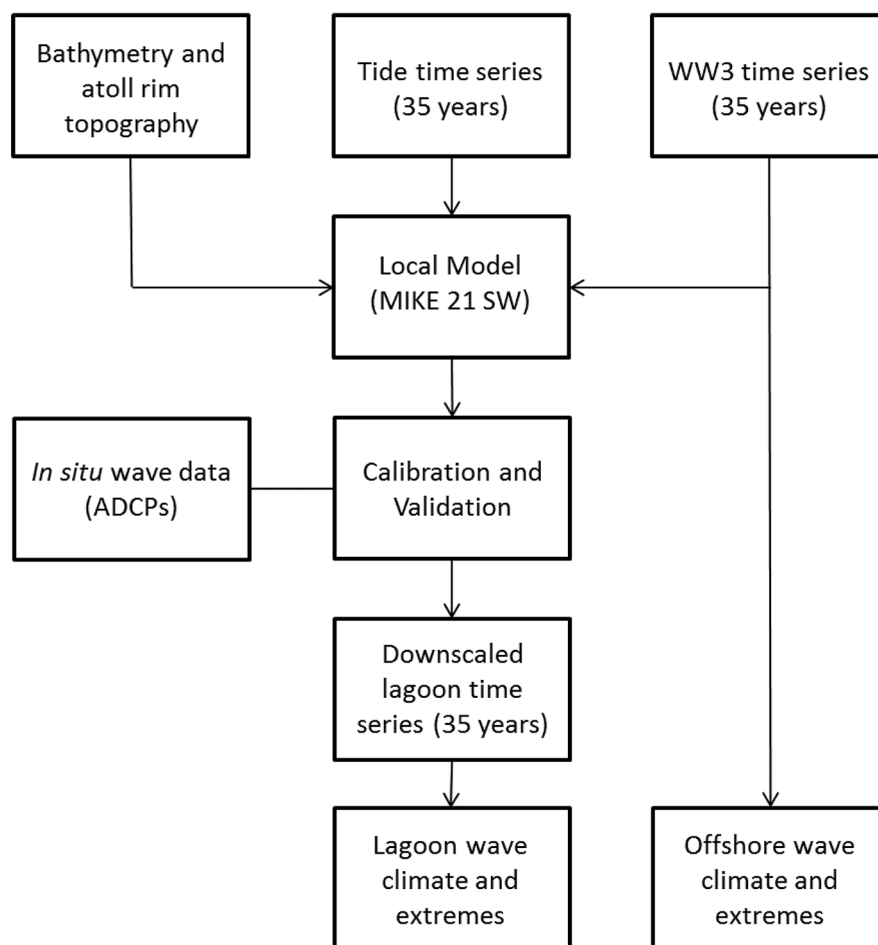 Bathymetry and
atoll rim
topography
Tide time series
(35 years)
WW3 time series
(35 years)
Local Model
(MIKE 21 SW)
In situ wave data
(ADCPs)
Calibration and
Validation
Downscaled
lagoon time
series (35 years)
Lagoon wave
climate and
extremes
Offshore wave
climate and
extremes